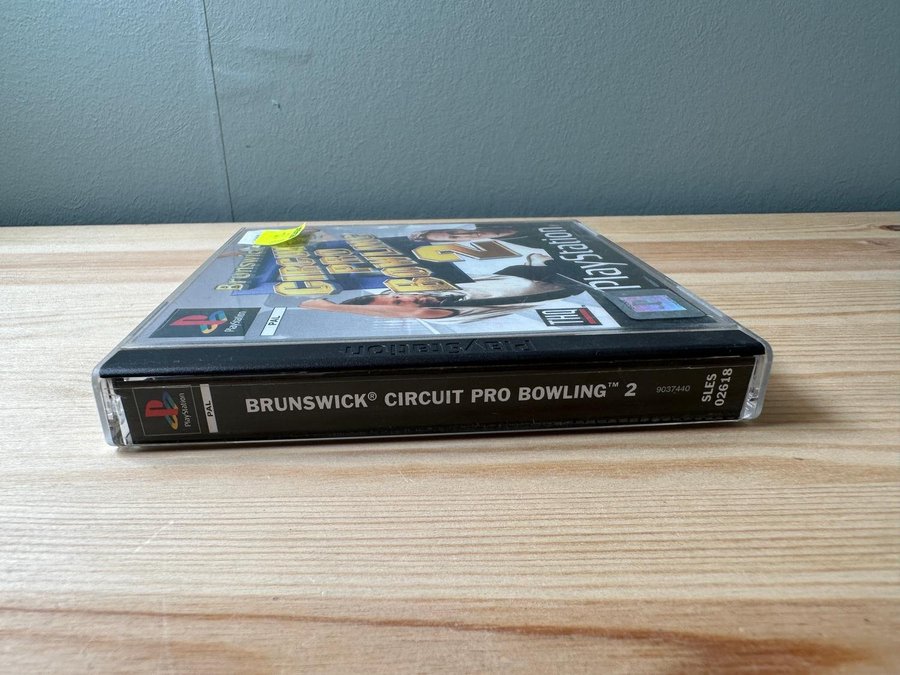 Brunswick
CIRCUIT
PRO
BOWLING
2
PlayStation
PlayStation
PAL
THQ
PlayStation
PlayStation
PAL
BRUNSWICK® CIRCUIT PRO BOWLING™ 2
9037440
SLES
02618